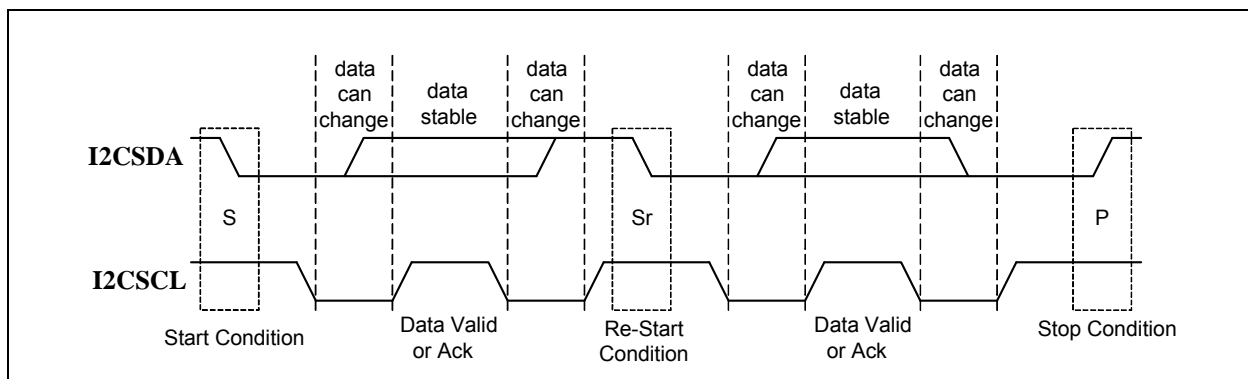 data
can
change
data
stable
data
can
change
data
can
change
data
stable
data
can
change
I2CSDA
S
Sr
P
I2CSCL
Start Condition
Data Valid
or Ack
Re-Start
Condition
Data Valid
or Ack
Stop Condition